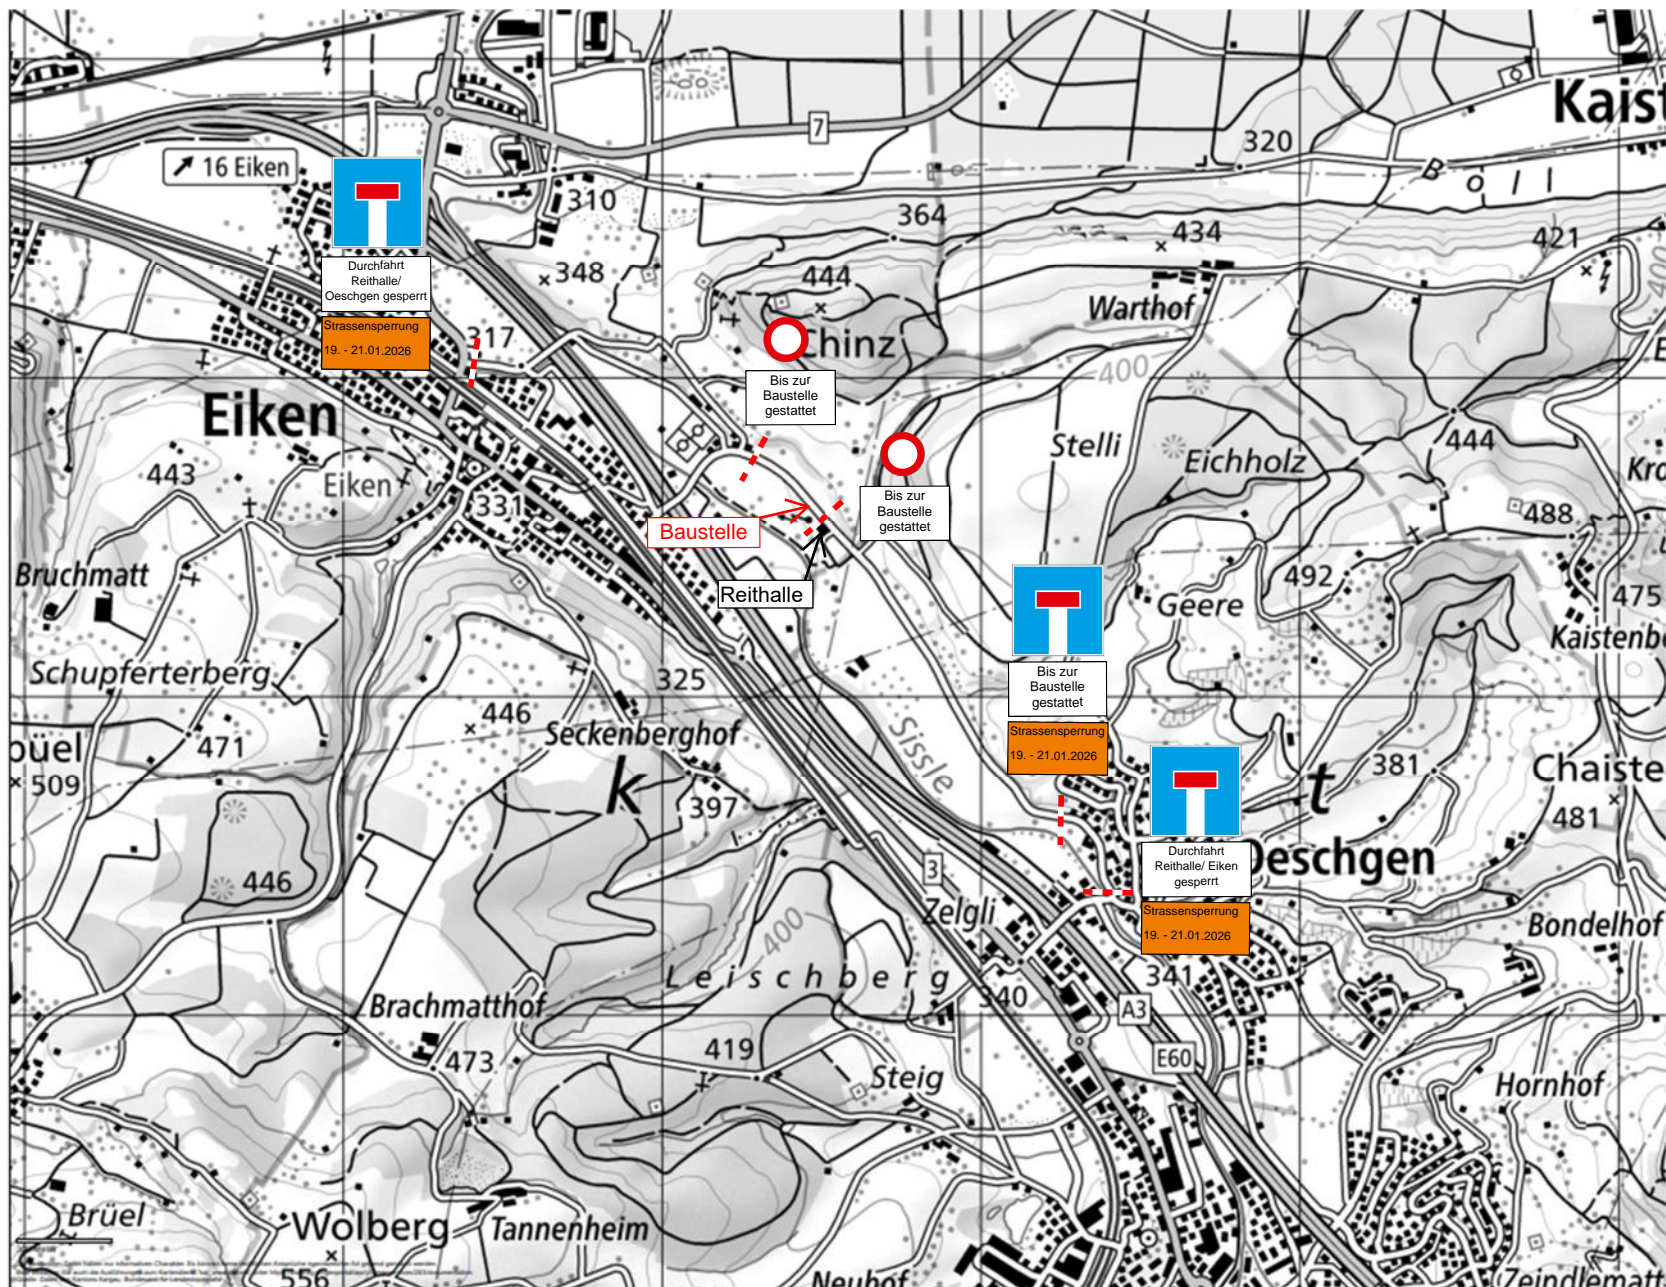 Kaist
7
320
B o l l
16 Eiken
310
364
434
421
348
444
400
Warthof
Durchfahrt
Reithalle/
Oeschgen gesperrt
Strassensperrung
19. - 21.01.2026
317
Chinz
Bis zur
Baustelle
gestattet
400
Eiken
Stelli
Eichholz
444
443
Eiken
331
Bis zur
Baustelle
gestattet
Baustelle
488
Bruchmatt
Reithalle
492
Geere
475
Kaistenb
Schupferterberg
325
Bis zur
Baustelle
gestattet
Strassensperrung
19. - 21.01.2026
446
Seckenberghof
Sissle
büel
471
509
k
397
t
381
Chaiste
481
Durchfahrt
Reithalle/ Eiken
gesperrt
Strassensperrung
19. - 21.01.2026
Oeschgen
446
3
Zelgli
400
Bondelhof
Leischberg
341
340
A3
Brachmatthof
473
419
E60
Steig
Hornhof
Brüel
Wolberg
Tannenheim
556
Neuhof